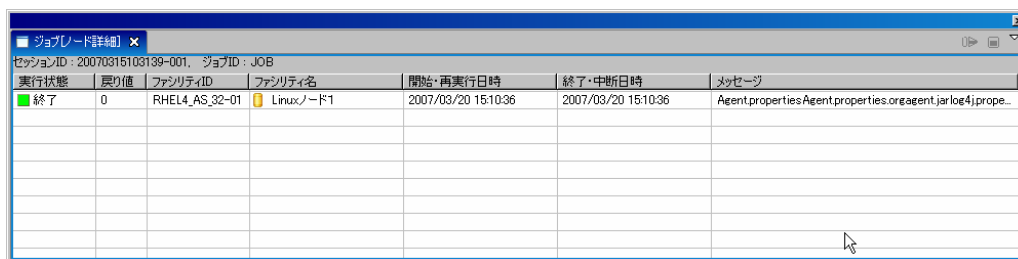 ジョブ[ノード詳細]
セッションID : 20070315103139-001, ジョブID : JOB
実行状態 戻り値 ファシリティID ファシリティ名 開始・再実行日時 終了・中断日時 メッセージ
終了 0 RHEL4_AS_32-01 Linuxノード1 2007/03/20 15:10:36 2007/03/20 15:10:36 Agent.propertiesAgent.properties.orgagent.jarlog4j.prope...